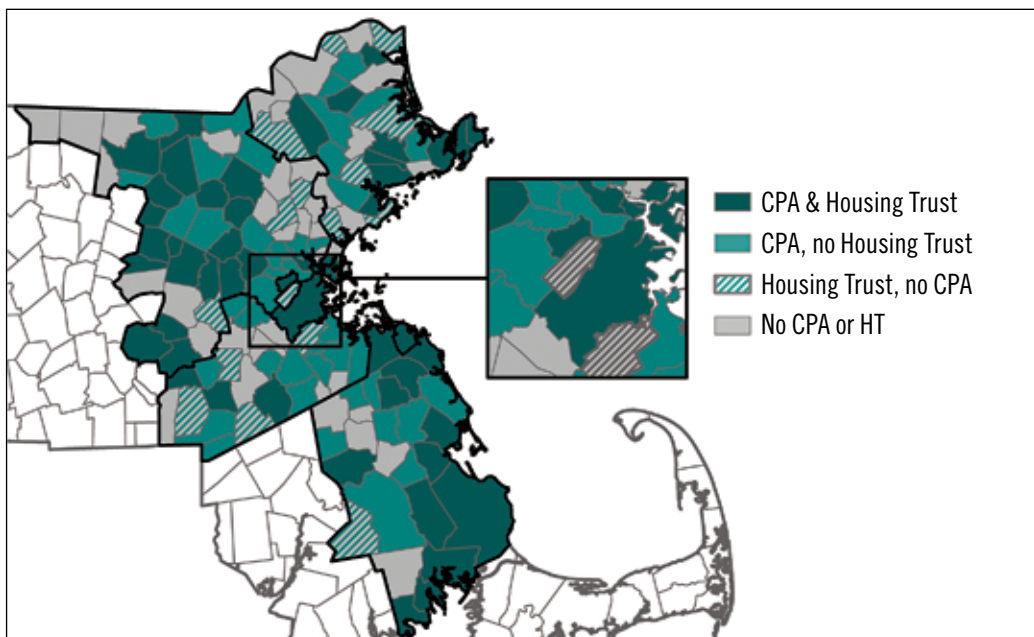 CPA & Housing Trust
CPA, no Housing Trust
Housing Trust, no CPA
No CPA or HT